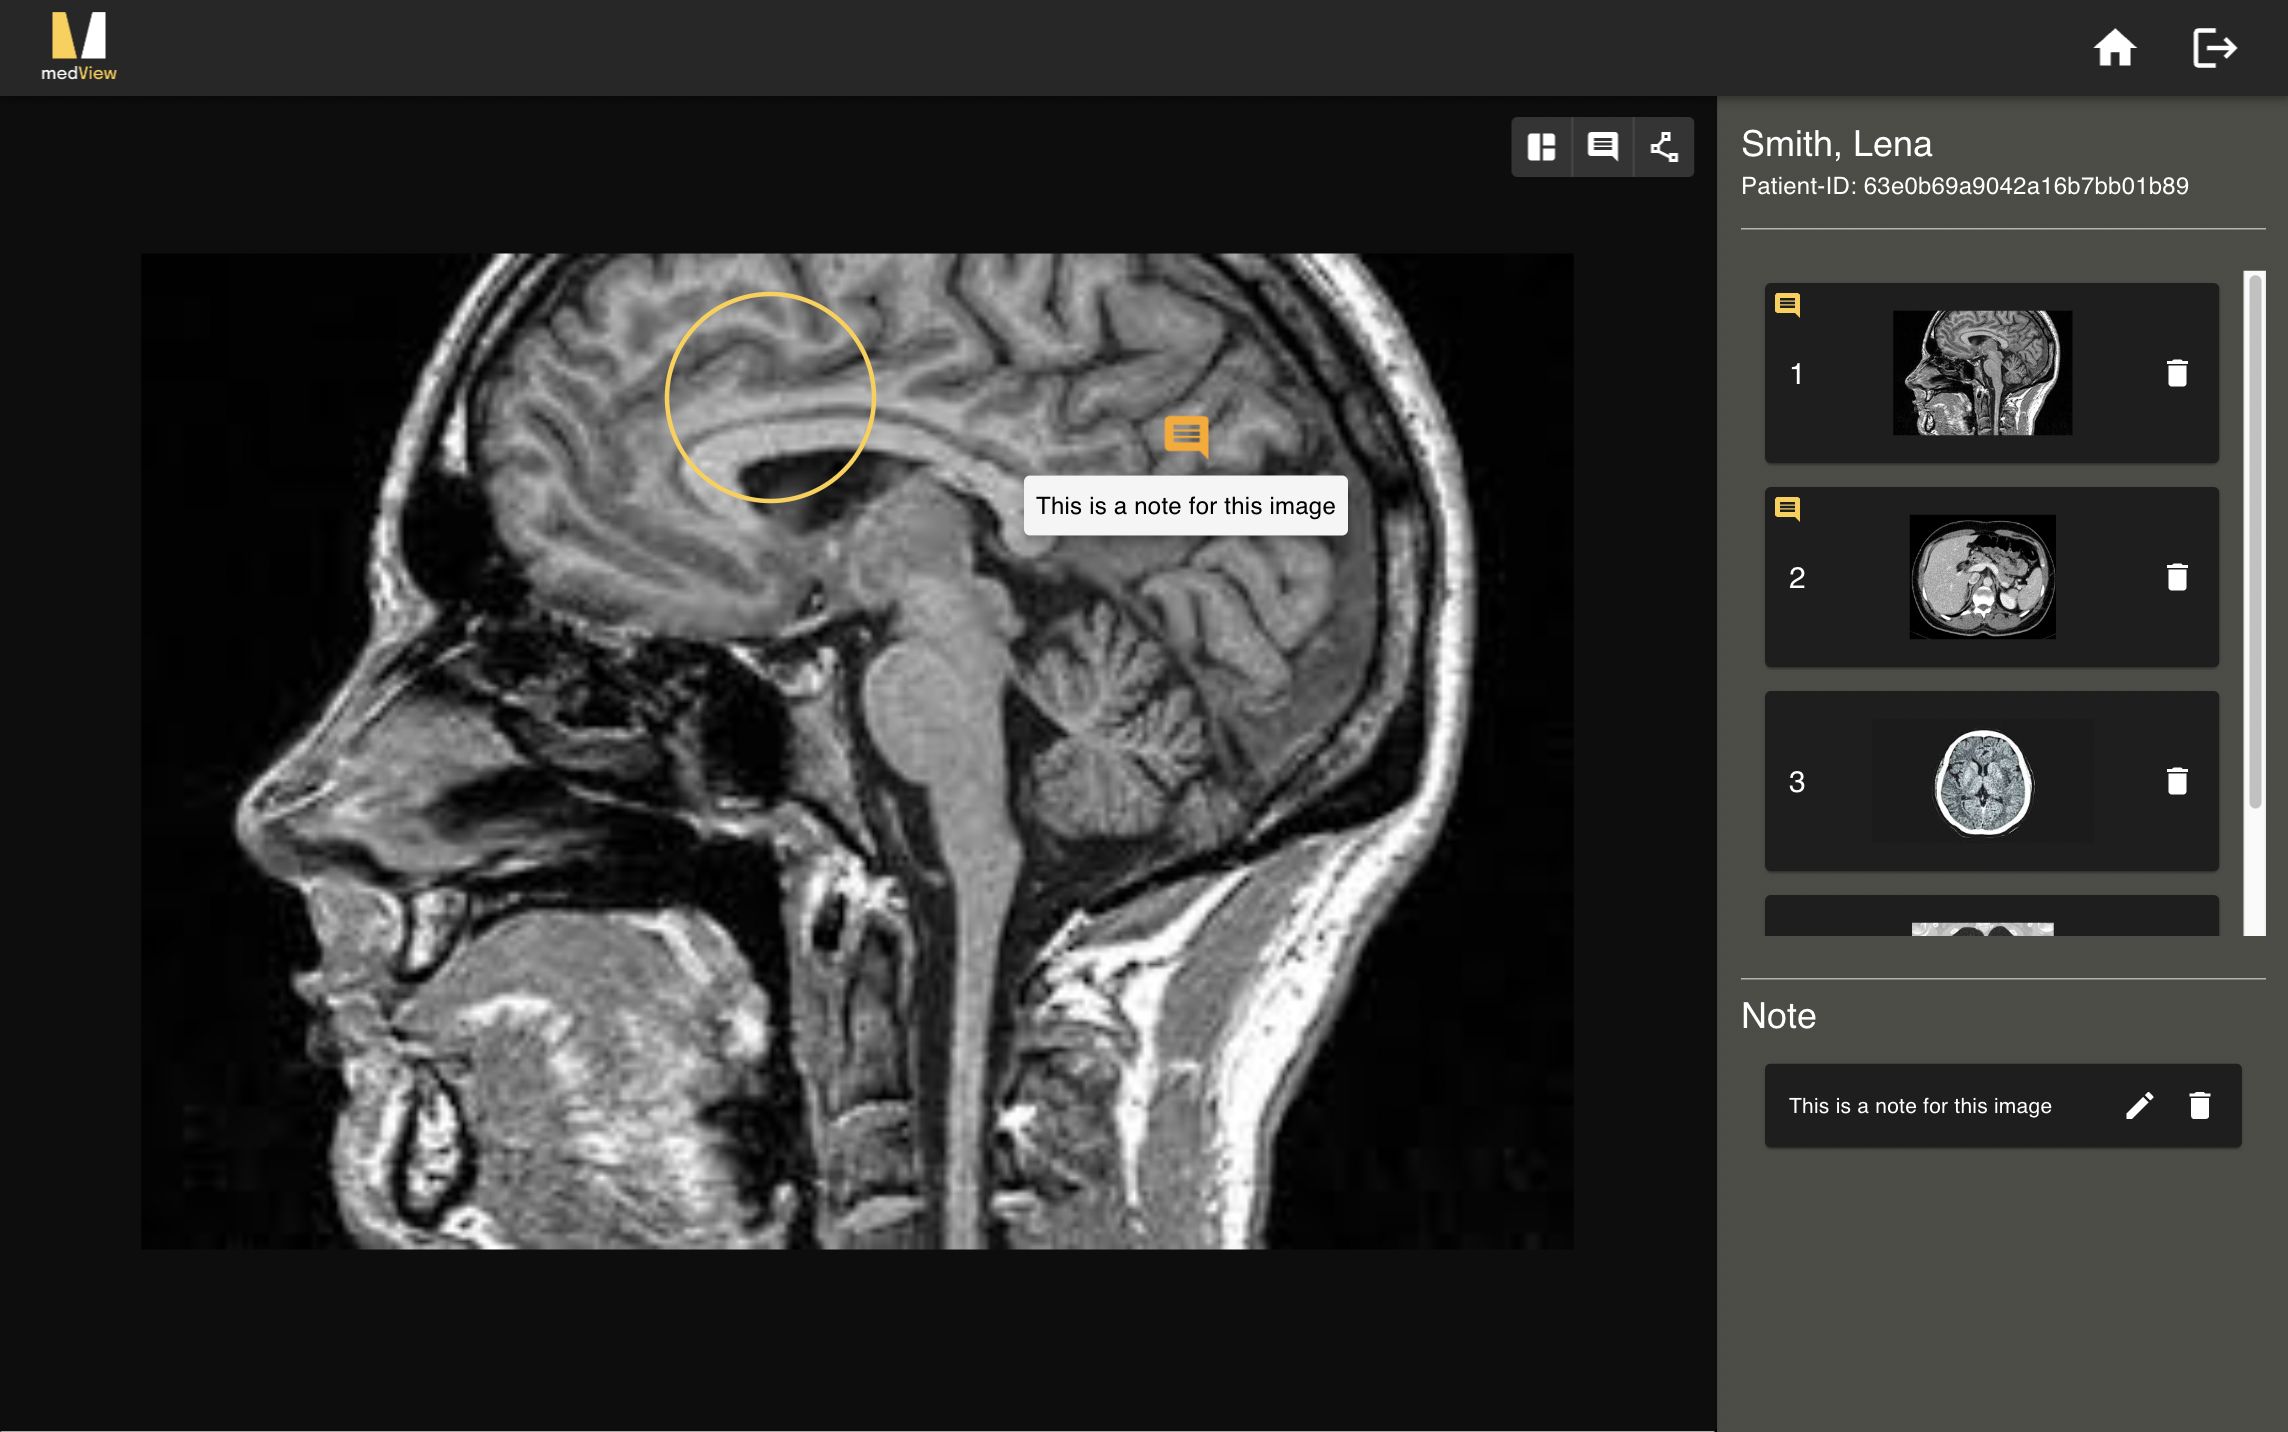 medView
Smith, Lena
Patient-ID: 63e0b69a9042a16b7bb01b89
This is a note for this image
1
2
3
Note
This is a note for this image